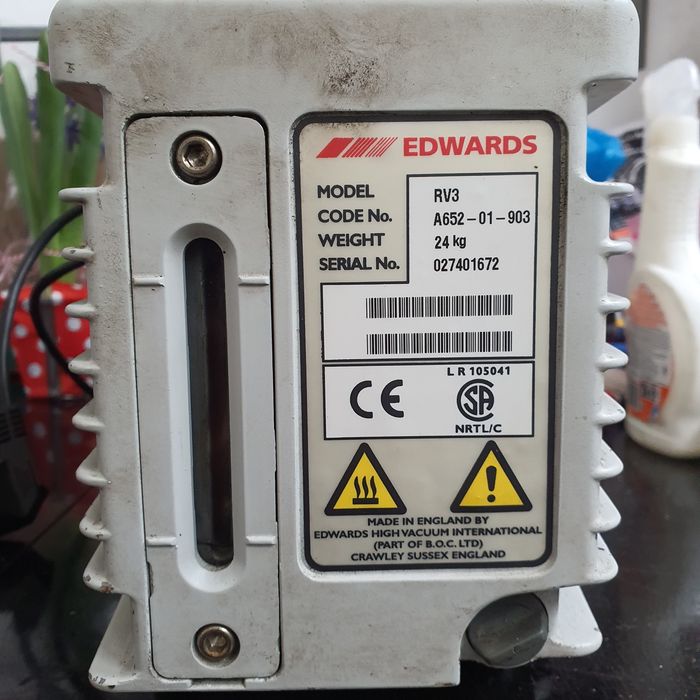 EDWARDS
MODEL RV3
CODE No. A652-01-903
WEIGHT 24 kg
SERIAL No. 027401672
L R 105041
CE SA
NRTL/C
MADE IN ENGLAND BY
EDWARDS HIGH VACUUM INTERNATIONAL
(PART OF B.O.C. LTD)
CRAWLEY SUSSEX ENGLAND